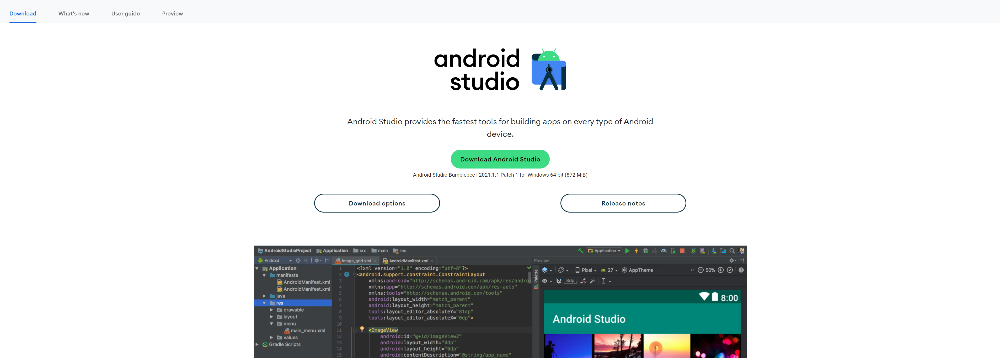 Download What's new User guide Preview
android
studio
Android Studio provides the fastest tools for building apps on every type of Android
device.
Download Android Studio
Android Studio Bumblebee | 2021.1.1 Patch 1 for Windows 64-bit (872 MiB)
Download options Release notes
AndroidStudioProject Application src main res
Application
Android
image_grid.xml AndroidManifest.xml
Preview
Application
manifests
AndroidManifest.xml
AndroidManifest.xml
java
res
drawable
layout
menu
main_menu.xml
values
Gradle Scripts
1 <?xml version="1.0" encoding="utf-8"?>
2 <android.support.constraint.ConstraintLayout
3 xmlns:android="http://schemas.android.com/apk/res/androi
4 xmlns:app="http://schemas.android.com/apk/res-auto"
5 xmlns:tools="http://schemas.android.com/tools"
6 android:layout_width="match_parent"
7 android:layout_height="match_parent"
8 tools:layout_editor_absoluteY="81dp"
9 tools:layout_editor_absoluteX="0dp">
10
11 <ImageView
12 android:id="@+id/imageView2"
13 android:layout_width="0dp"
14 android:layout_height="0dp"
15 android:contentDescription="@string/app_name"
Palette
Pixel 27 AppTheme 50%
8dp
8:00
Android Studio